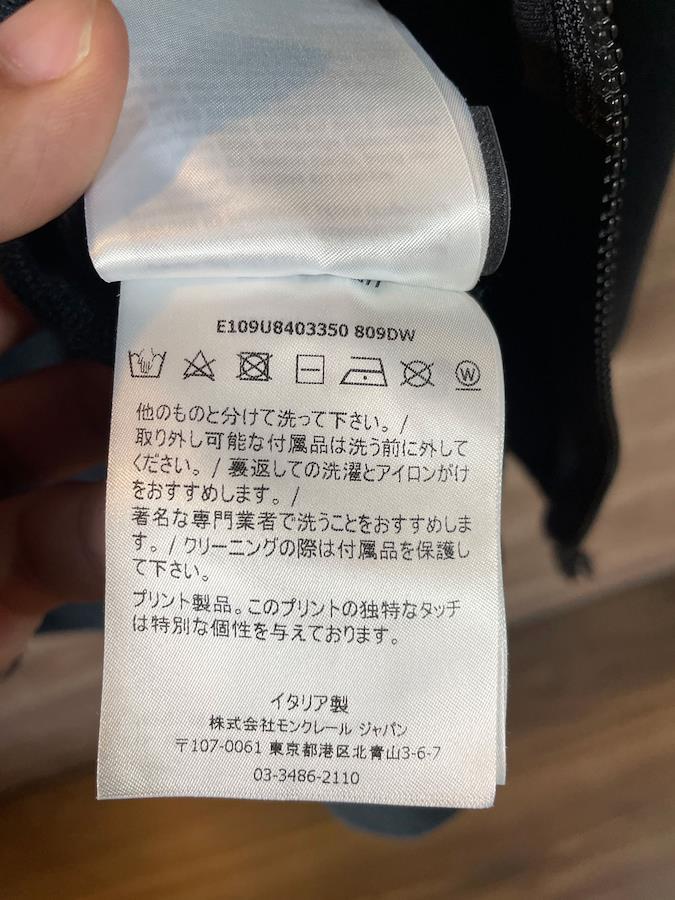 E109U8403350 809DW
W
他のものと分けて洗って下さい。/
取り外し可能な付属品は洗う前に外して
ください。/ 裏返しての洗濯とアイロンがけ
をおすすめします。/
著名な専門業者で洗うことをおすすめしま
す。/ クリーニングの際は付属品を保護し
て下さい。
プリント製品。このプリントの独特なタッチ
は特別な個性を与えております。
イタリア製
株式会社モンクレール ジャパン
〒107-0061 東京都港区北青山3-6-7
03-3486-2110